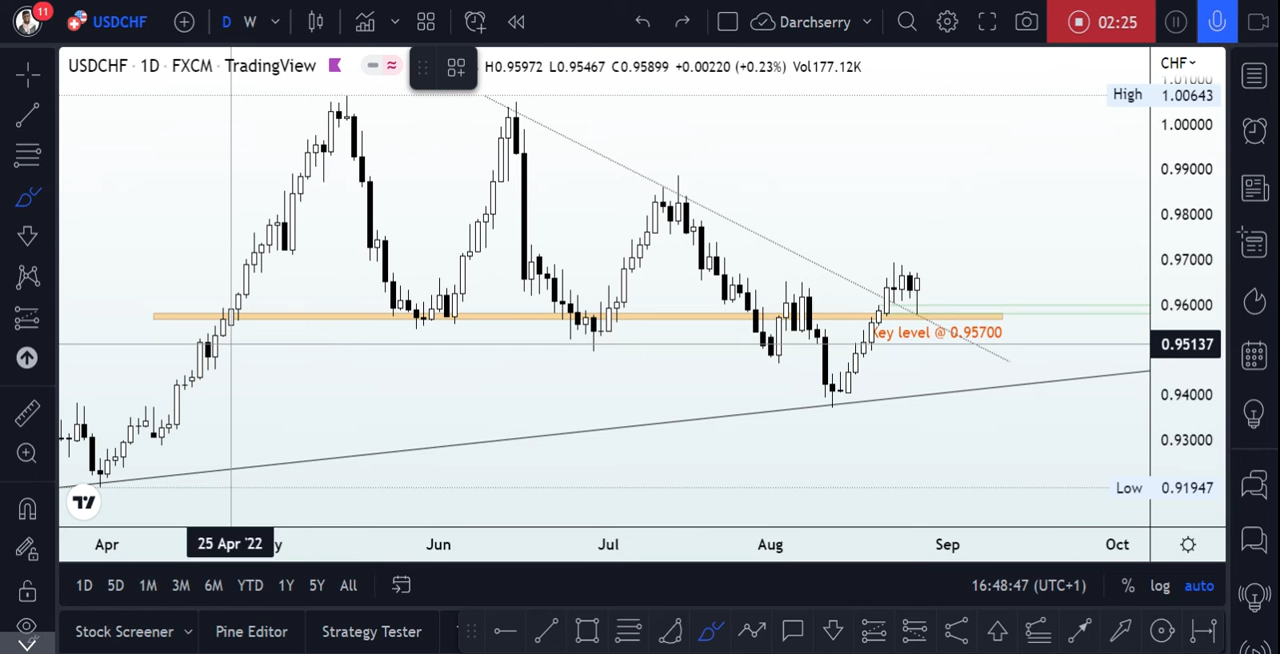 11
USDCHF
D W
Darchserry
02:25
USDCHF · 1D · FXCM · TradingView
H0.95972 L0.95467 C0.95899 +0.00220 (+0.23%) Vol177.12K
CHF
1.01000
High 1.00643
1.00000
0.99000
0.98000
0.97000
0.96000
Key level @ 0.95700
0.95137
0.94000
0.93000
Low 0.91947
Apr 25 Apr '22 y Jun Jul Aug Sep Oct
1D 5D 1M 3M 6M YTD 1Y 5Y All
16:48:47 (UTC+1) % log auto
Stock Screener Pine Editor Strategy Tester